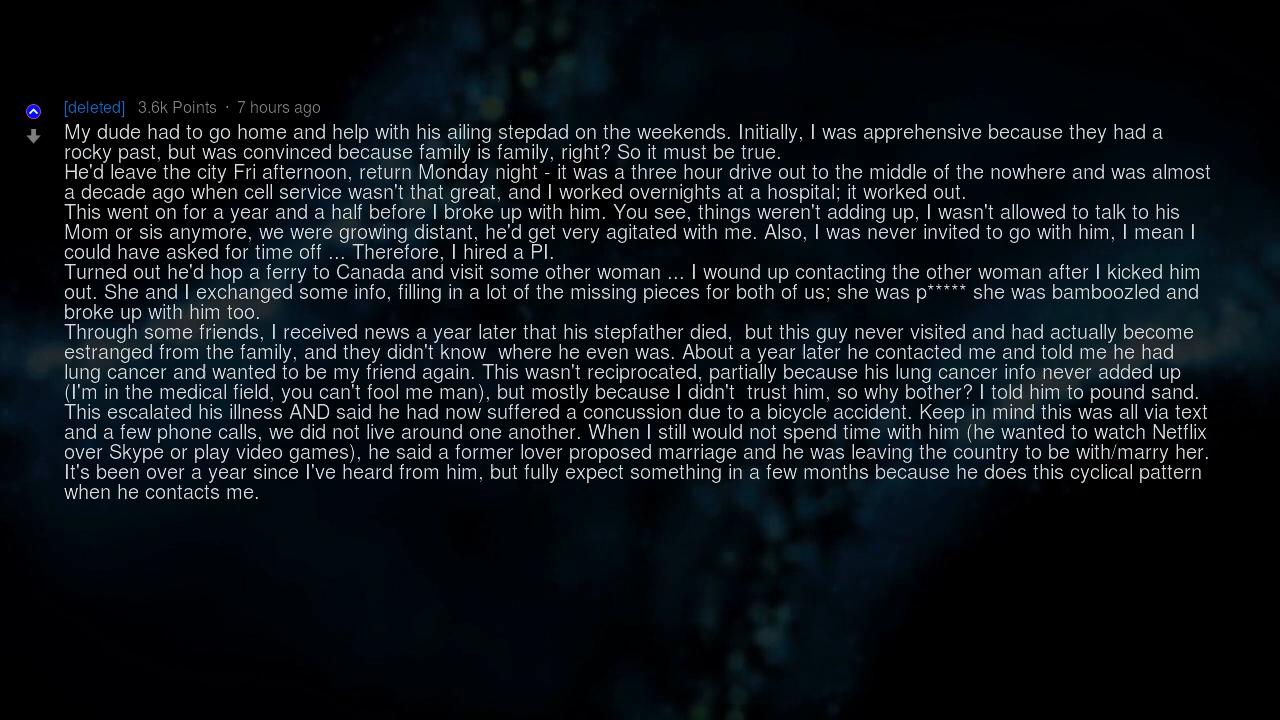 [deleted] 3.6k Points · 7 hours ago
My dude had to go home and help with his ailing stepdad on the weekends. Initially, I was apprehensive because they had a
rocky past, but was convinced because family is family, right? So it must be true.
He'd leave the city Fri afternoon, return Monday night - it was a three hour drive out to the middle of the nowhere and was almost
a decade ago when cell service wasn't that great, and I worked overnights at a hospital; it worked out.
This went on for a year and a half before I broke up with him. You see, things weren't adding up, I wasn't allowed to talk to his
Mom or sis anymore, we were growing distant, he'd get very agitated with me. Also, I was never invited to go with him, I mean I
could have asked for time off ... Therefore, I hired a PI.
Turned out he'd hop a ferry to Canada and visit some other woman ... I wound up contacting the other woman after I kicked him
out. She and I exchanged some info, filling in a lot of the missing pieces for both of us; she was p***** she was bamboozled and
broke up with him too.
Through some friends, I received news a year later that his stepfather died,  but this guy never visited and had actually become
estranged from the family, and they didn't know  where he even was. About a year later he contacted me and told me he had
lung cancer and wanted to be my friend again. This wasn't reciprocated, partially because his lung cancer info never added up
(I'm in the medical field, you can't fool me man), but mostly because I didn't  trust him, so why bother? I told him to pound sand.
This escalated his illness AND said he had now suffered a concussion due to a bicycle accident. Keep in mind this was all via text
and a few phone calls, we did not live around one another. When I still would not spend time with him (he wanted to watch Netflix
over Skype or play video games), he said a former lover proposed marriage and he was leaving the country to be with/marry her.
It's been over a year since I've heard from him, but fully expect something in a few months because he does this cyclical pattern
when he contacts me.